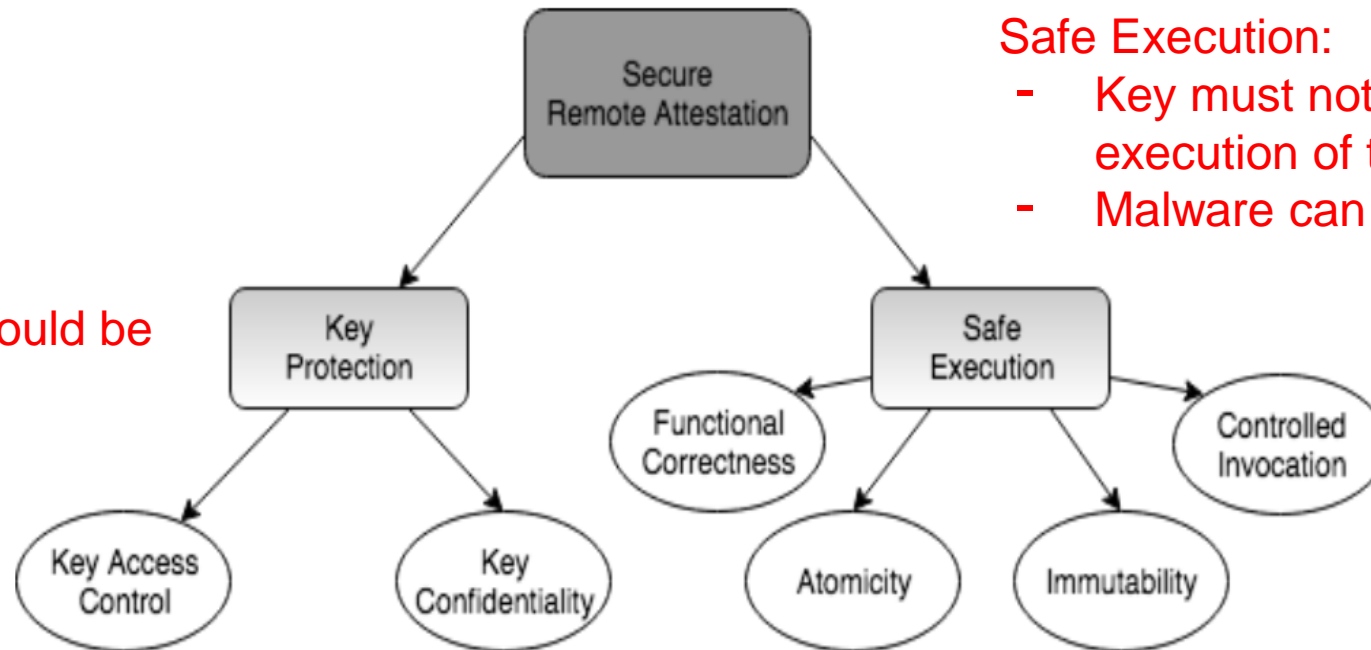 Safe Execution:
- Key must not
execution of
- Malware can
ould be
Secure
Remote Attestation
Key
Protection
Safe
Execution
Functional
Correctness
Controlled
Invocation
Key Access
Control
Key
Confidentiality
Atomicity
Immutability